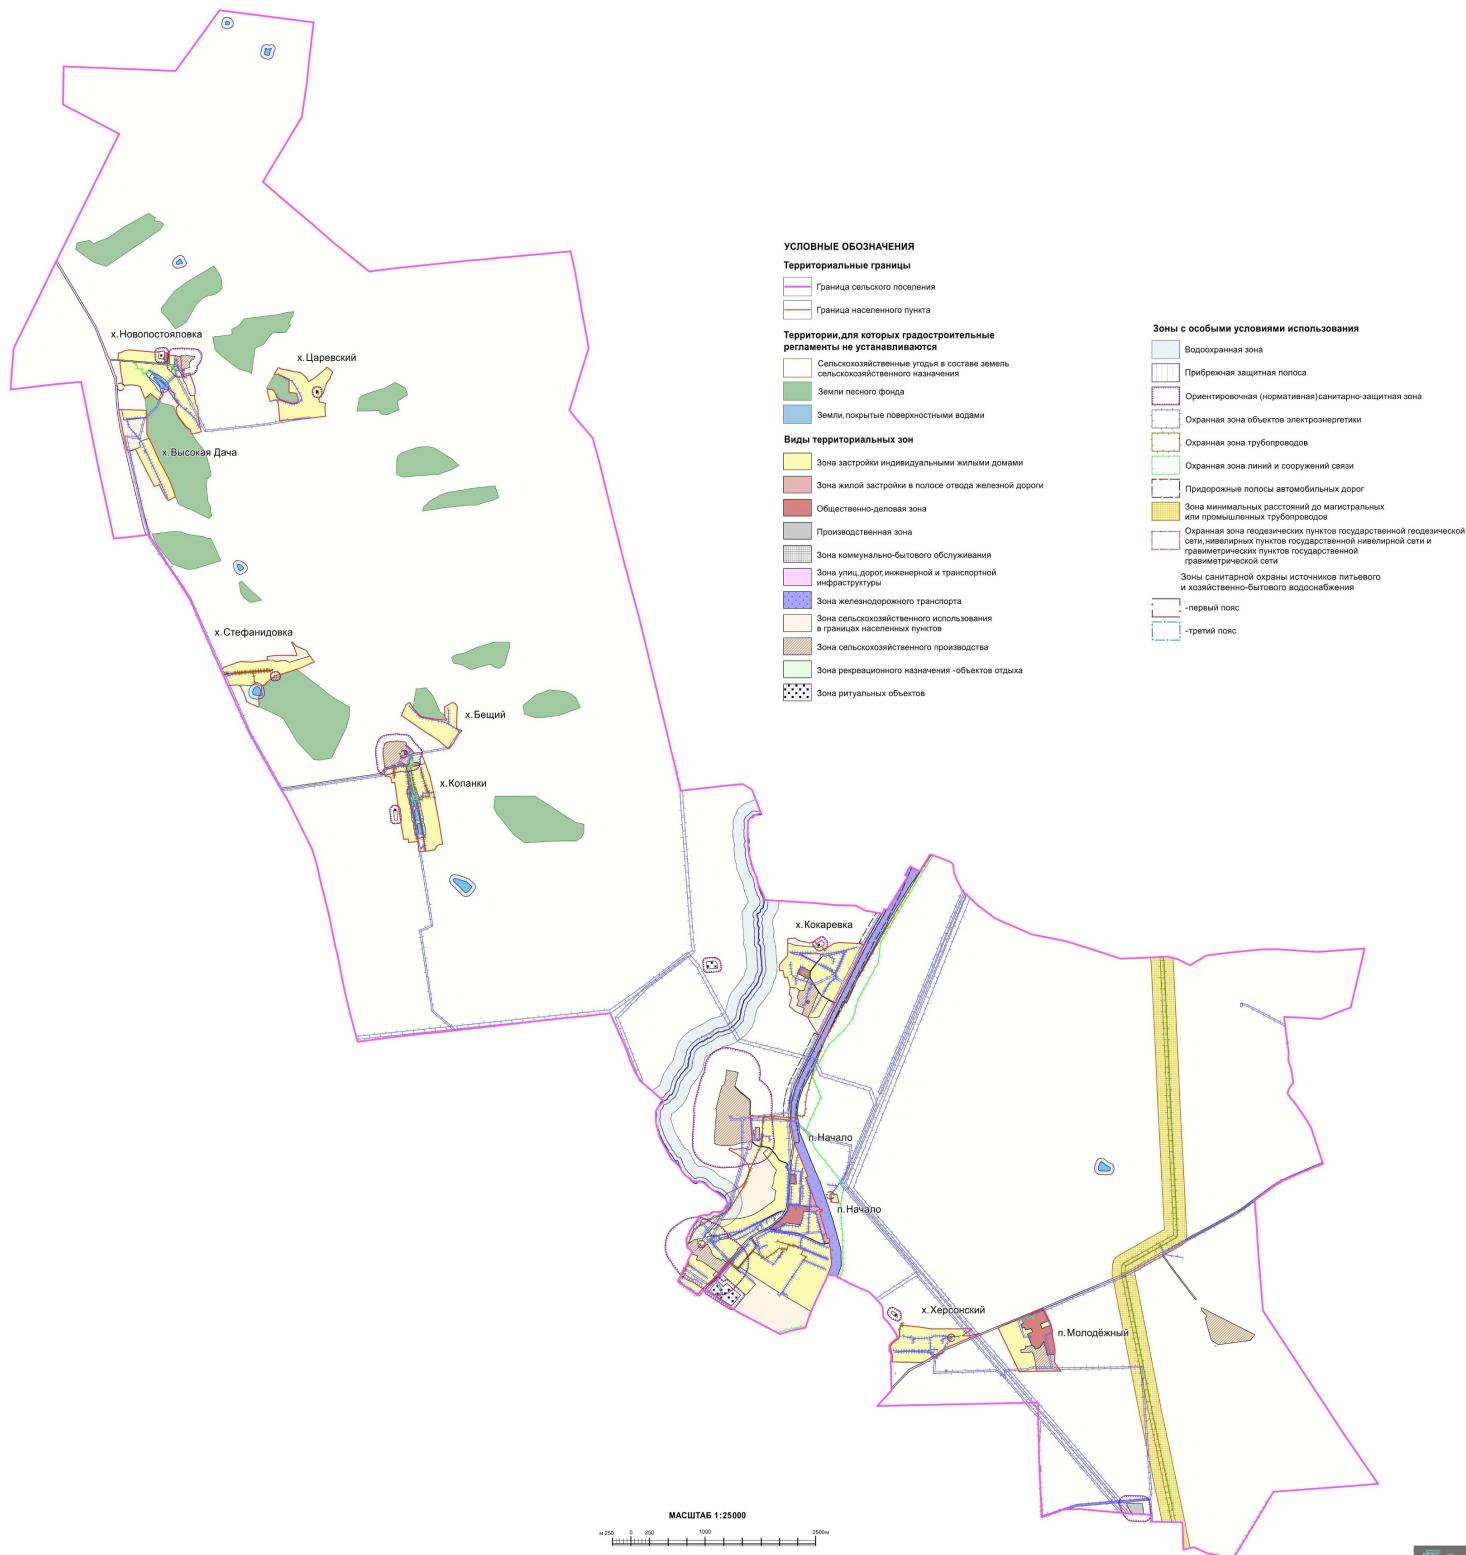 УСЛОВНЫЕ ОБОЗНАЧЕНИЯ
Территориальные границы
Граница сельского поселения
Граница населенного пункта
Территории, для которых градостроительные
регламенты не устанавливаются
Сельскохозяйственные угодья в составе земель
сельскохозяйственного назначения
Земли лесного фонда
Земли, покрытые поверхностными водами
Виды территориальных зон
Зона застройки индивидуальными жилыми домами
Зона жилой застройки в полосе отвода железной дороги
Общественно-деловая зона
Производственная зона
Зона коммунально-бытового обслуживания
Зона улиц, дорог, инженерной и транспортной
инфраструктуры
Зона железнодорожного транспорта
Зона сельскохозяйственного использования
в границах населенных пунктов
Зона сельскохозяйственного производства
Зона рекреационного назначения -объектов отдыха
Зона ритуальных объектов
Зоны с особыми условиями использования
Водоохранная зона
Прибрежная защитная полоса
Ориентировочная (нормативная)санитарно-защитная зона
Охранная зона объектов электроэнергетики
Охранная зона трубопроводов
Охранная зона линий и сооружений связи
Придорожные полосы автомобильных дорог
Зона минимальных расстояний до магистральных
или промышленных трубопроводов
Охранная зона геодезических пунктов государственной геодезической
сети, нивелирных пунктов государственной нивелирной сети и
гравиметрических пунктов государственной
гравиметрической сети
Зоны санитарной охраны источников питьевого
и хозяйственно-бытового водоснабжения
-первый пояс
-третий пояс
х.Новопостояловка
х.Царевский
х.Высокая Дача
х.Стефанидовка
х.Бещий
х.Копанки
х.Кокаревка
п.Начало
п.Начало
х.Херсонский
п.Молодёжный
МАСШТАБ 1:25000
м 250 0 250 1000 2500м